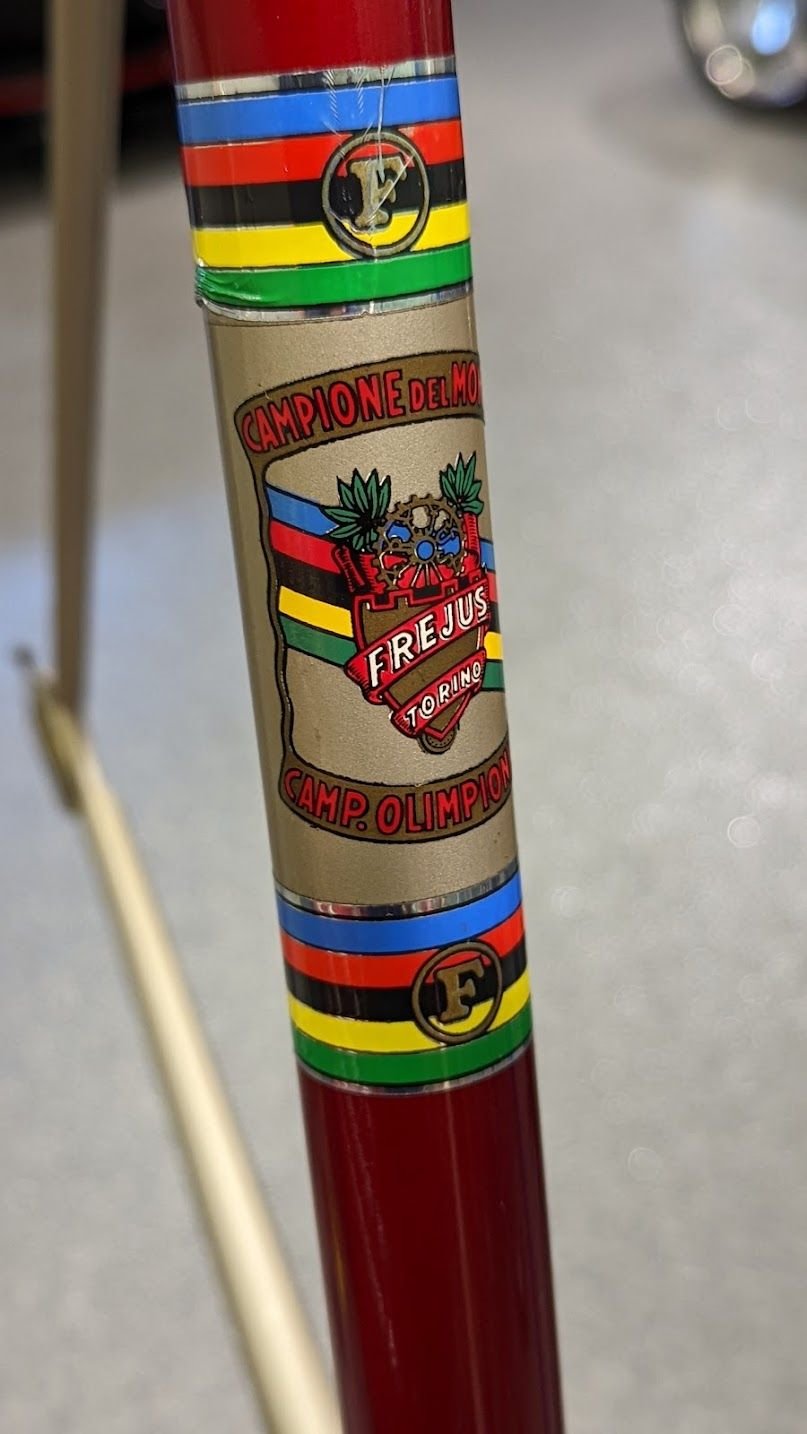 F
CAMPIONE DEL MO
FREJUS
TORINO
CAMP. OLIMPION
F